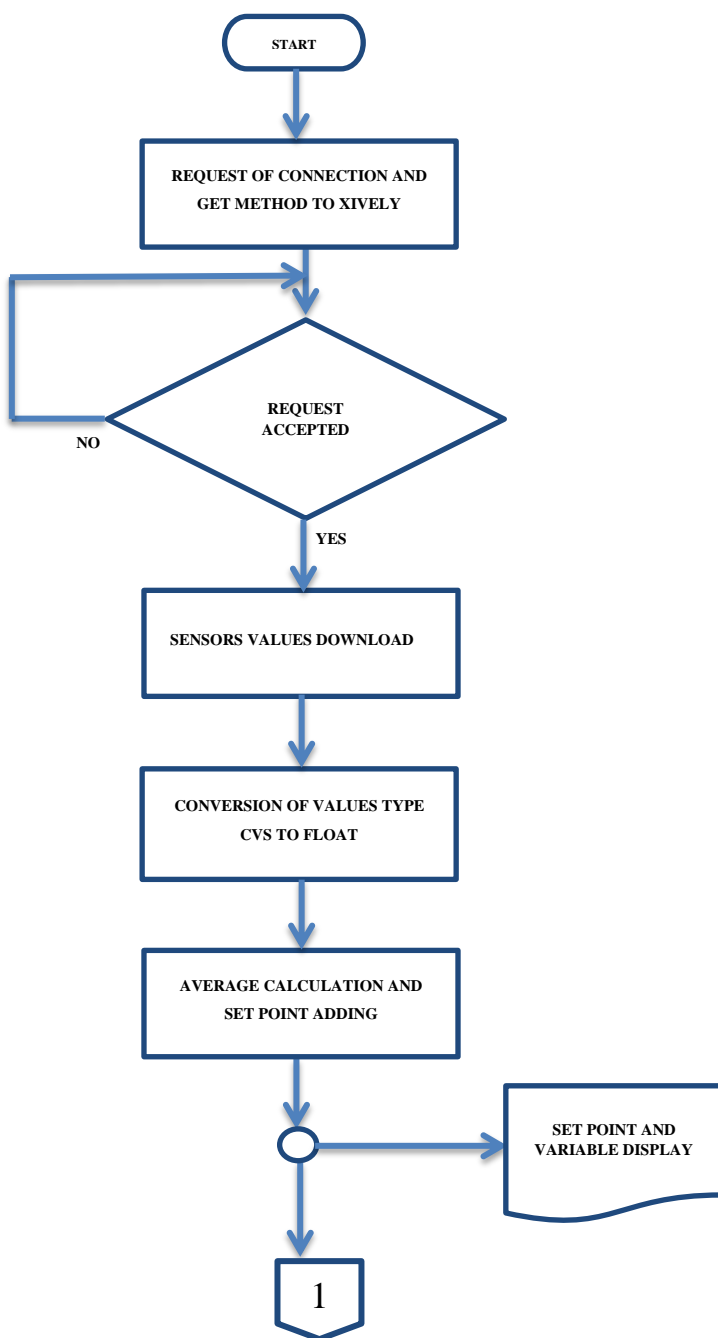 START
REQUEST OF CONNECTION AND
GET METHOD TO XIVELY
REQUEST
ACCEPTED
NO
YES
SENSORS VALUES DOWNLOAD
CONVERSION OF VALUES TYPE
CVS TO FLOAT
AVERAGE CALCULATION AND
SET POINT ADDING
SET POINT AND
VARIABLE DISPLAY
1